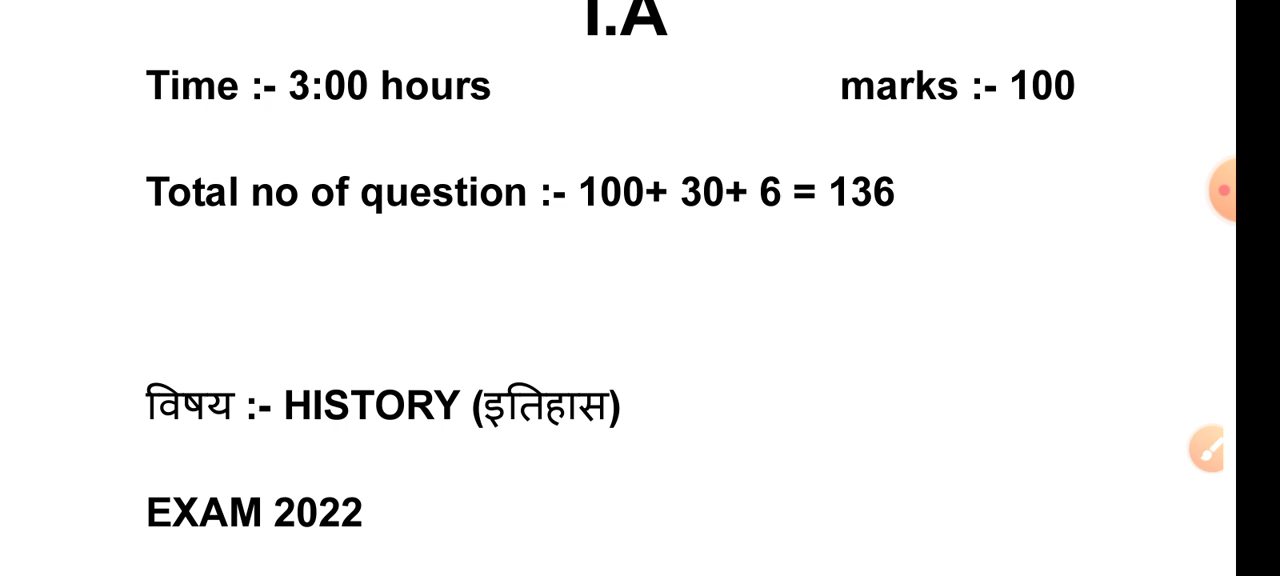 I.A
Time :- 3:00 hours marks :- 100
Total no of question :- 100+ 30+ 6 = 136
विषय :- HISTORY (इतिहास)
EXAM 2022